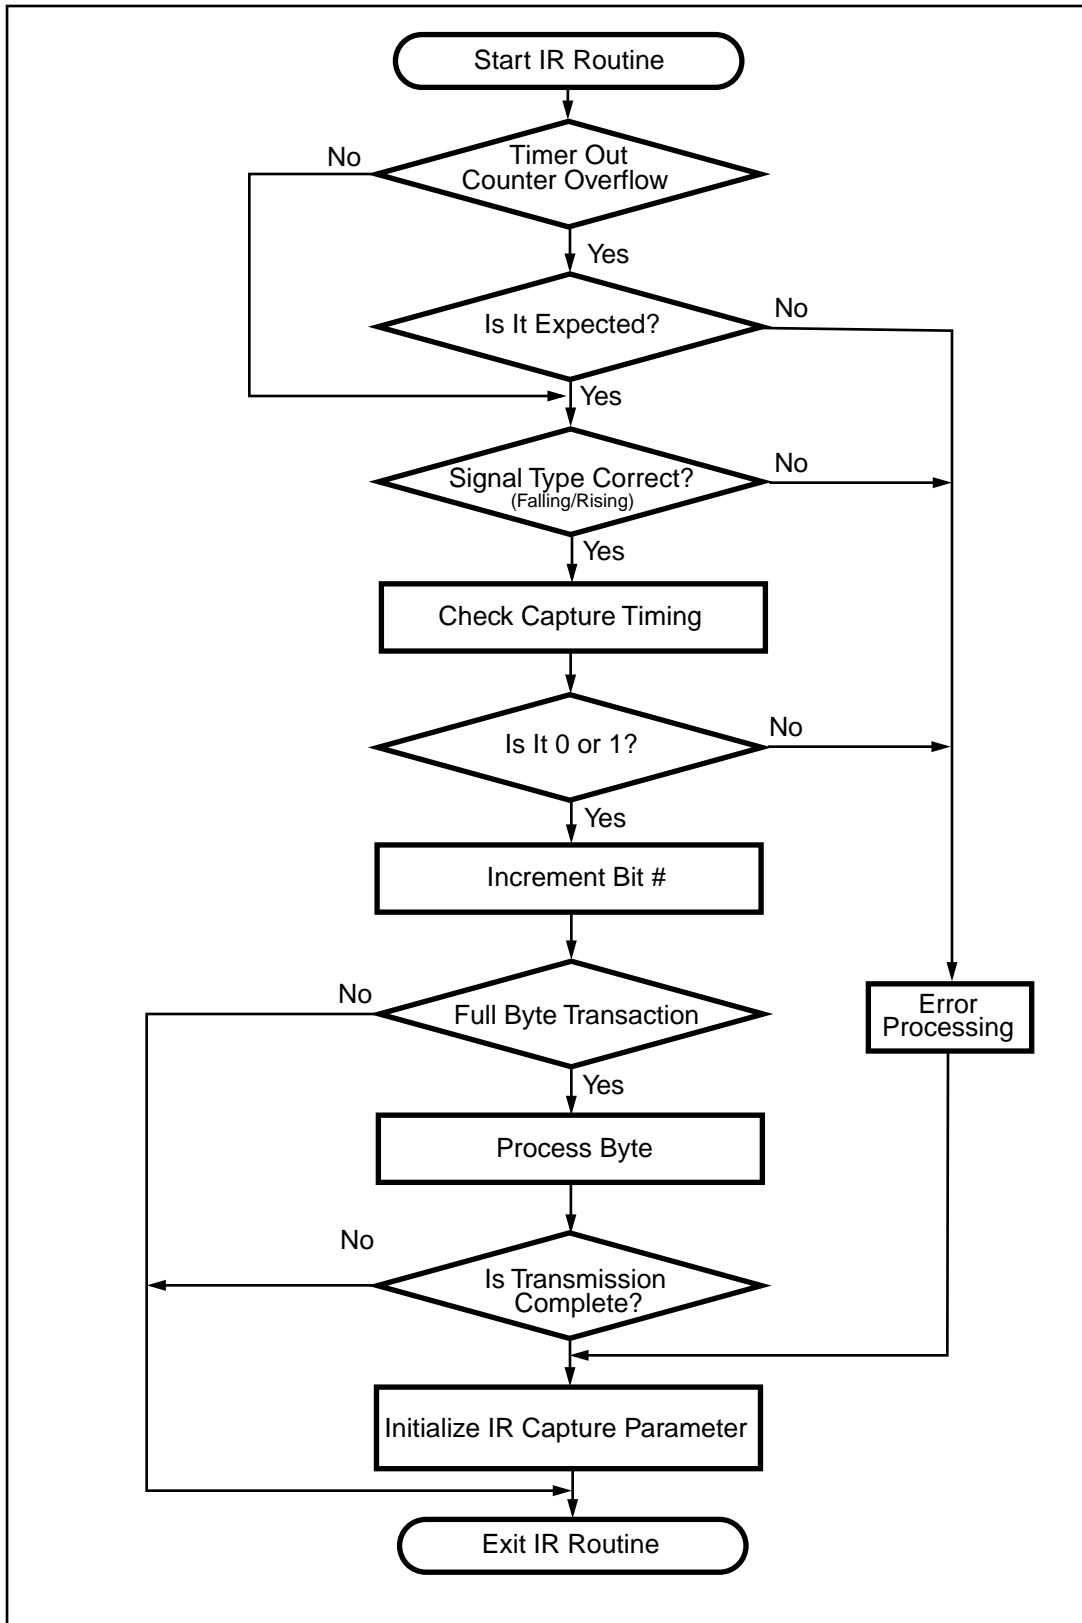 Start IR Routine
No
Timer Out
Counter Overflow
Yes
No
Is It Expected?
Yes
No
Signal Type Correct?
(Falling/Rising)
Yes
Check Capture Timing
No
Is It 0 or 1?
Yes
Increment Bit #
No
Full Byte Transaction
Error
Processing
Yes
Process Byte
No
Is Transmission
Complete?
Initialize IR Capture Parameter
Exit IR Routine